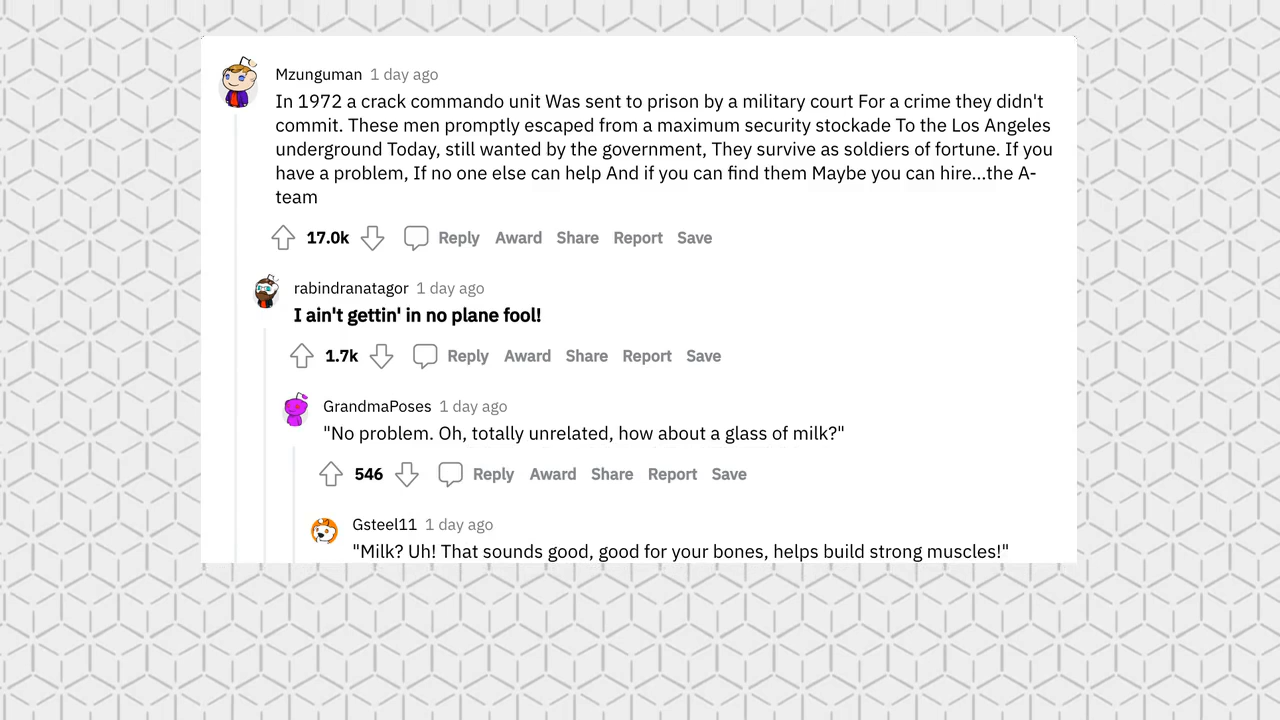 Mzunguman 1 day ago
In 1972 a crack commando unit Was sent to prison by a military court For a crime they didn't
commit. These men promptly escaped from a maximum security stockade To the Los Angeles
underground Today, still wanted by the government, They survive as soldiers of fortune. If you
have a problem, If no one else can help And if you can find them Maybe you can hire...the A-
team
17.0k Reply Award Share Report Save
rabindranatagor 1 day ago
I ain't gettin' in no plane fool!
1.7k Reply Award Share Report Save
GrandmaPoses 1 day ago
"No problem. Oh, totally unrelated, how about a glass of milk?"
546 Reply Award Share Report Save
Gsteel11 1 day ago
"Milk? Uh! That sounds good, good for your bones, helps build strong muscles!"